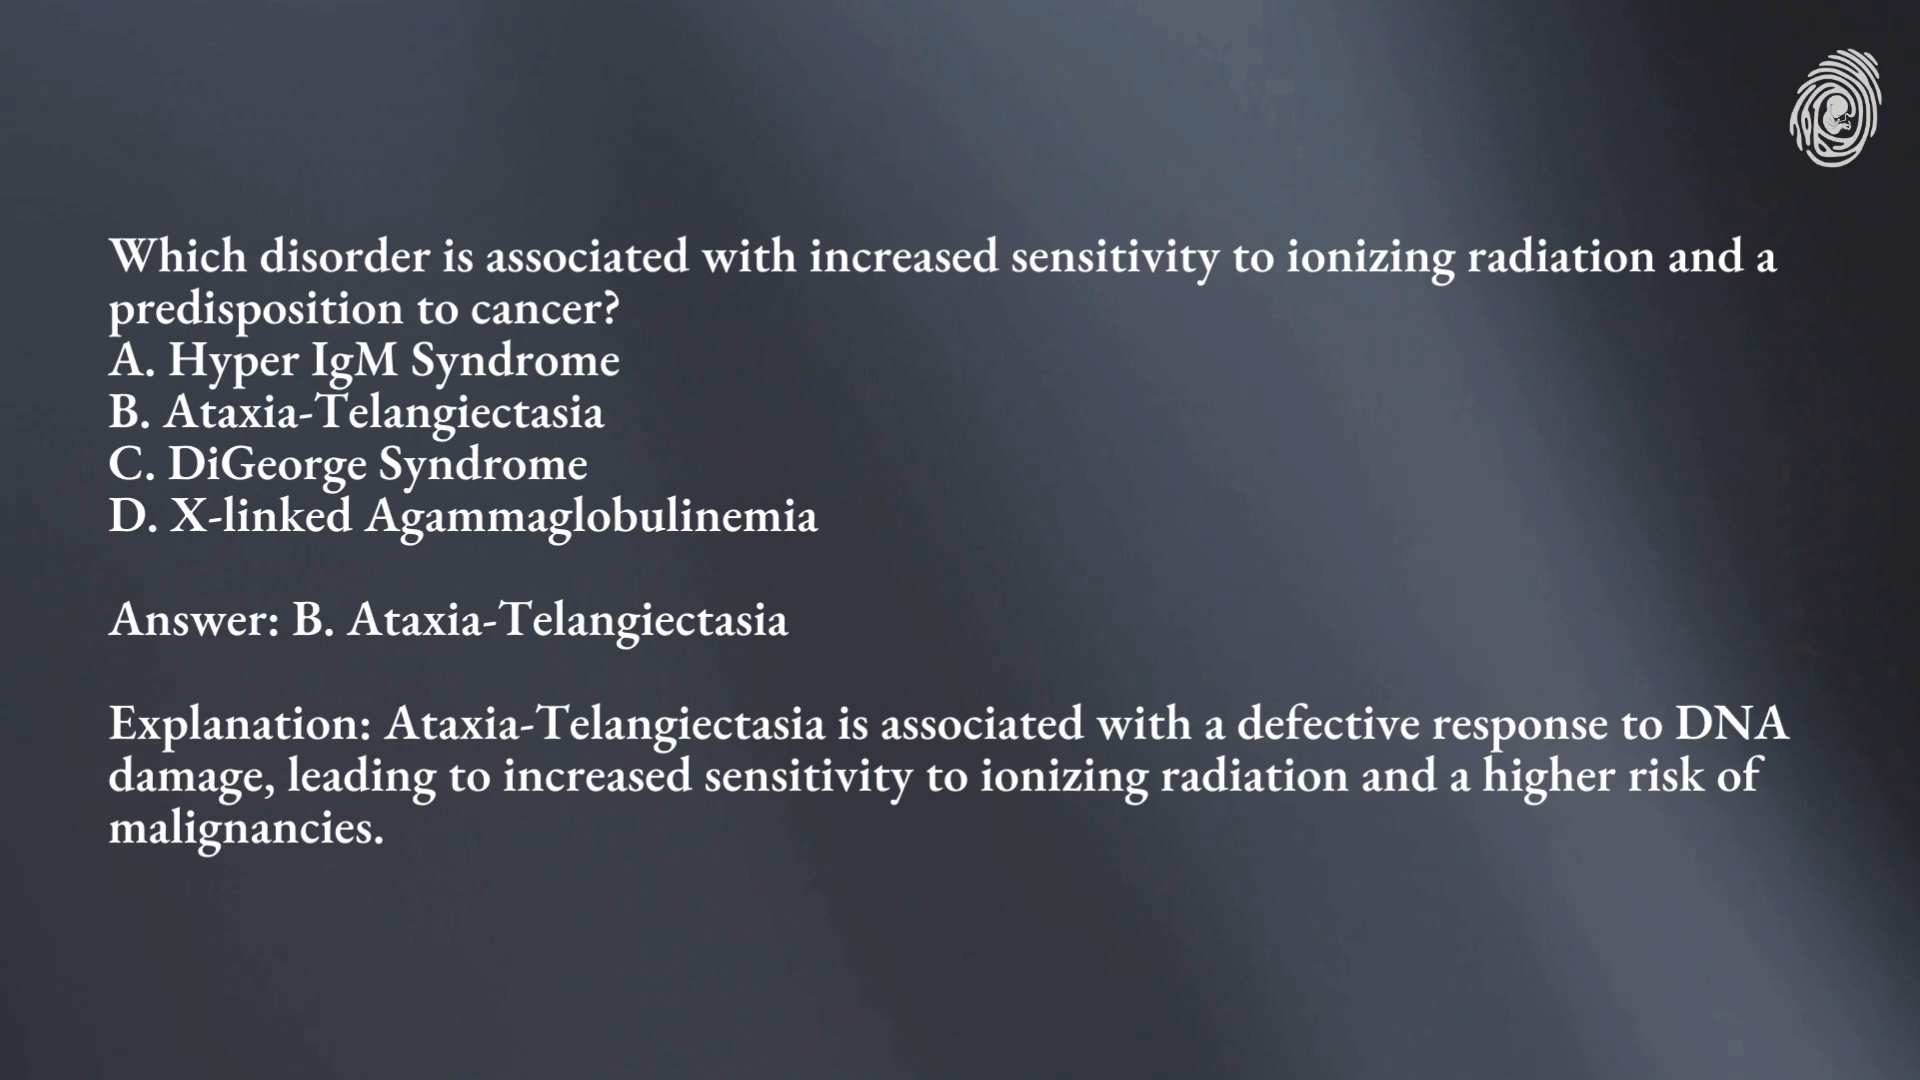 Which disorder is associated with increased sensitivity to ionizing radiation and a
predisposition to cancer?
A. Hyper IgM Syndrome
B. Ataxia-Telangiectasia
C. DiGeorge Syndrome
D. X-linked Agammaglobulinemia
Answer: B. Ataxia-Telangiectasia
Explanation: Ataxia-Telangiectasia is associated with a defective response to DNA
damage, leading to increased sensitivity to ionizing radiation and a higher risk of
malignancies.